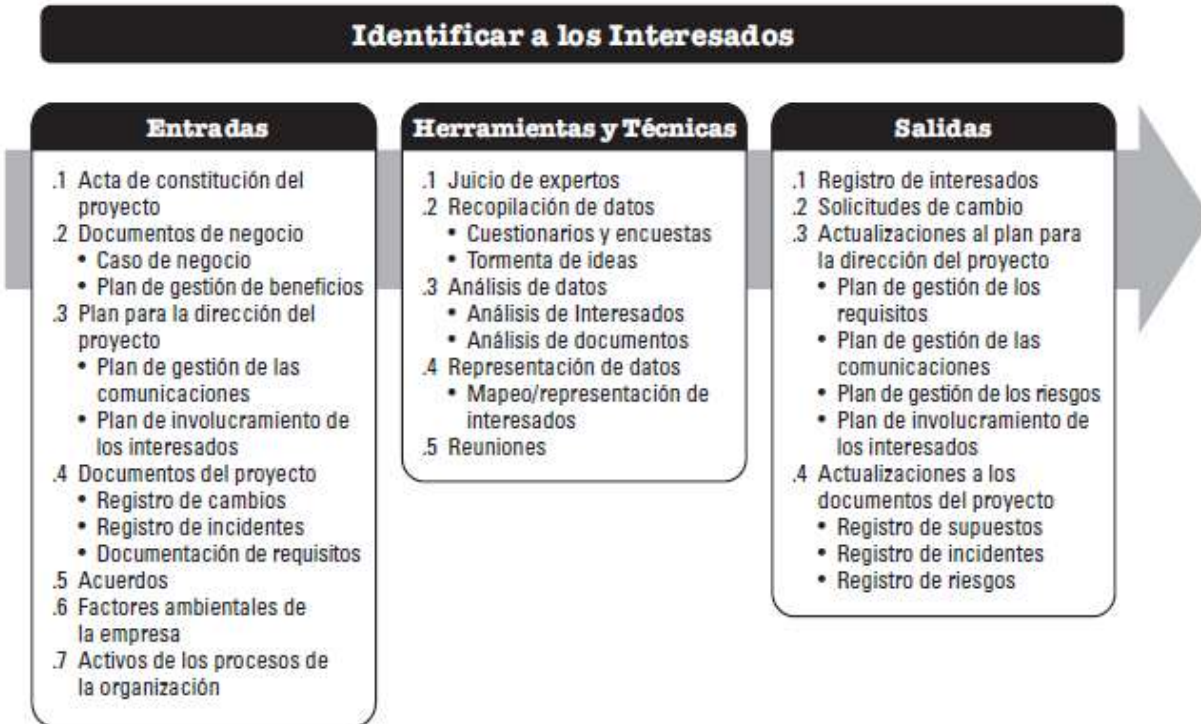 Identificar a los Interesados
Entradas
.1 Acta de constitución del
proyecto
.2 Documentos de negocio
• Caso de negocio
• Plan de gestión de beneficios
.3 Plan para la dirección del
proyecto
• Plan de gestión de las
comunicaciones
• Plan de involucramiento de
los interesados
.4 Documentos del proyecto
• Registro de cambios
• Registro de incidentes
• Documentación de requisitos
.5 Acuerdos
.6 Factores ambientales de
la empresa
.7 Activos de los procesos de
la organización
Herramientas y Técnicas
.1 Juicio de expertos
.2 Recopilación de datos
• Cuestionarios y encuestas
• Tormenta de ideas
.3 Análisis de datos
• Análisis de Interesados
• Análisis de documentos
.4 Representación de datos
• Mapeo/representación de
interesados
.5 Reuniones
Salidas
.1 Registro de interesados
.2 Solicitudes de cambio
.3 Actualizaciones al plan para
la dirección del proyecto
• Plan de gestión de los
requisitos
• Plan de gestión de las
comunicaciones
• Plan de gestión de los riesgos
• Plan de involucramiento de
los interesados
.4 Actualizaciones a los
documentos del proyecto
• Registro de supuestos
• Registro de incidentes
• Registro de riesgos